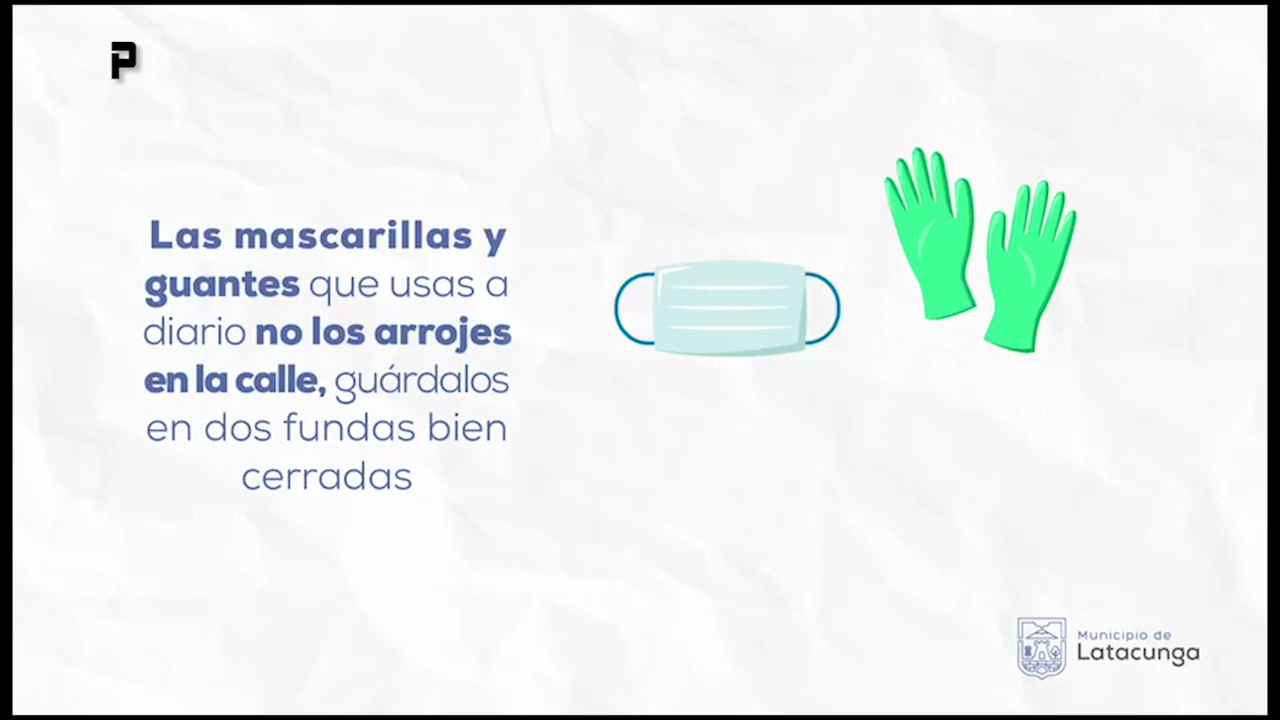 P
Las mascarillas y
guantes que usas a
diario no los arrojes
en la calle, guárdalos
en dos fundas bien
cerradas
Municipio de
Latacunga